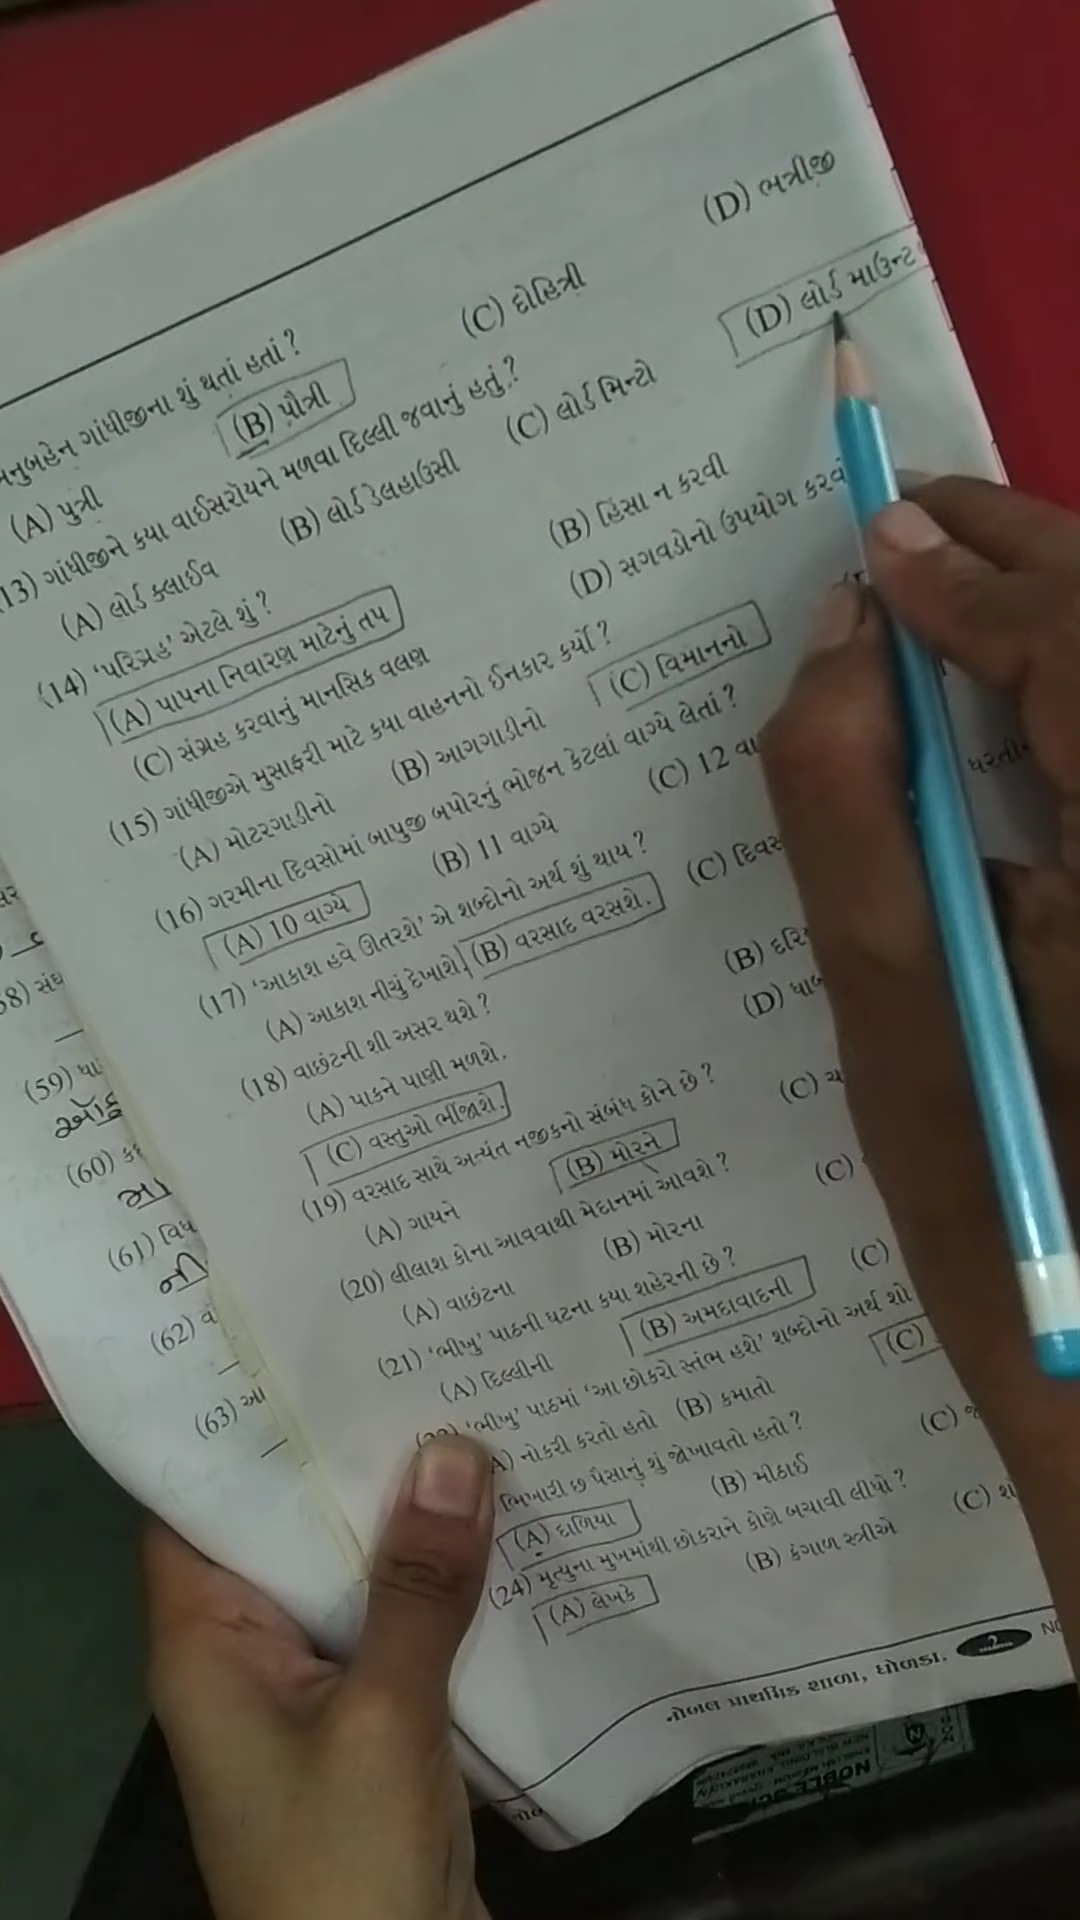 મનુબહેન ગાંધીજીના શું થતાં હતાં ?
(A) પુત્રી (B) પૌત્રી (C) દોહિત્રી (D) ભત્રીજી
(13) ગાંધીજીને કયા વાઈસરૉયને મળવા દિલ્લી જવાનું હતું ?
(A) લોર્ડ ક્લાઈવ (B) લોર્ડ ડેલહાઉસી (C) લોર્ડ મિન્ટો (D) લોર્ડ માઉન્ટ
(14) ‘પરિગ્રહ’ એટલે શું ?
(A) પાપના નિવારણ માટેનું તપ (B) હિંસા ન કરવી
(C) સંગ્રહ કરવાનું માનસિક વલણ (D) સગવડોનો ઉપયોગ
(15) ગાંધીજીએ મુસાફરી માટે કયા વાહનનો ઈનકાર કર્યો ?
(A) મોટરગાડીનો (B) આગગાડીનો (C) વિમાનનો
(16) ગરમીના દિવસોમાં બાપુજી બપોરનું ભોજન કેટલાં વાગ્યે લેતાં ?
(A) 10 વાગ્યે (B) 11 વાગ્યે (C) 12
(17) ‘આકાશ હવે ઊતરશે’ એ શબ્દોનો અર્થ શું થાય ?
(A) આકાશ નીચું દેખાશે. (B) વરસાદ વરસશે. (C)
(18) વાછંટની શી અસર થશે ?
(A) પાકને પાણી મળશે. (B)
(C) વસ્તુઓ ભીંજાશે. (D)
(19) વરસાદ સાથે અત્યંત નજીકનો સંબંધ કોને છે ?
(A) ગાયને (B) મોરને (C)
(20) લીલાશ કોના આવવાથી મેદાનમાં આવશે ?
(A) વાછંટના (B) મોરના (C)
(21) ‘ભીખુ’ પાઠની ઘટના કયા શહેરની છે ?
(A) દિલ્લીની (B) અમદાવાદની (C)
‘ભીખુ’ પાઠમાં ‘આ છોકરો સ્તંભ હશે’ શબ્દોનો અર્થ શો
નોકરી કરતો હતો (B) કમાતો (C)
ભિખારી છ પૈસાનું શું જોખાવતો હતો ?
(A) દાળિયા (B) મીઠાઈ (C)
(24) મૃત્યુના મુખમાંથી છોકરાને કોણે બચાવી લીધો ?
(A) લેખકે (B) કંગાળ સ્ત્રીએ (C)
નોબલ પ્રાથમિક શાળા, ધોળકા. 2
(59)
(60)
(61)
(62)
(63)